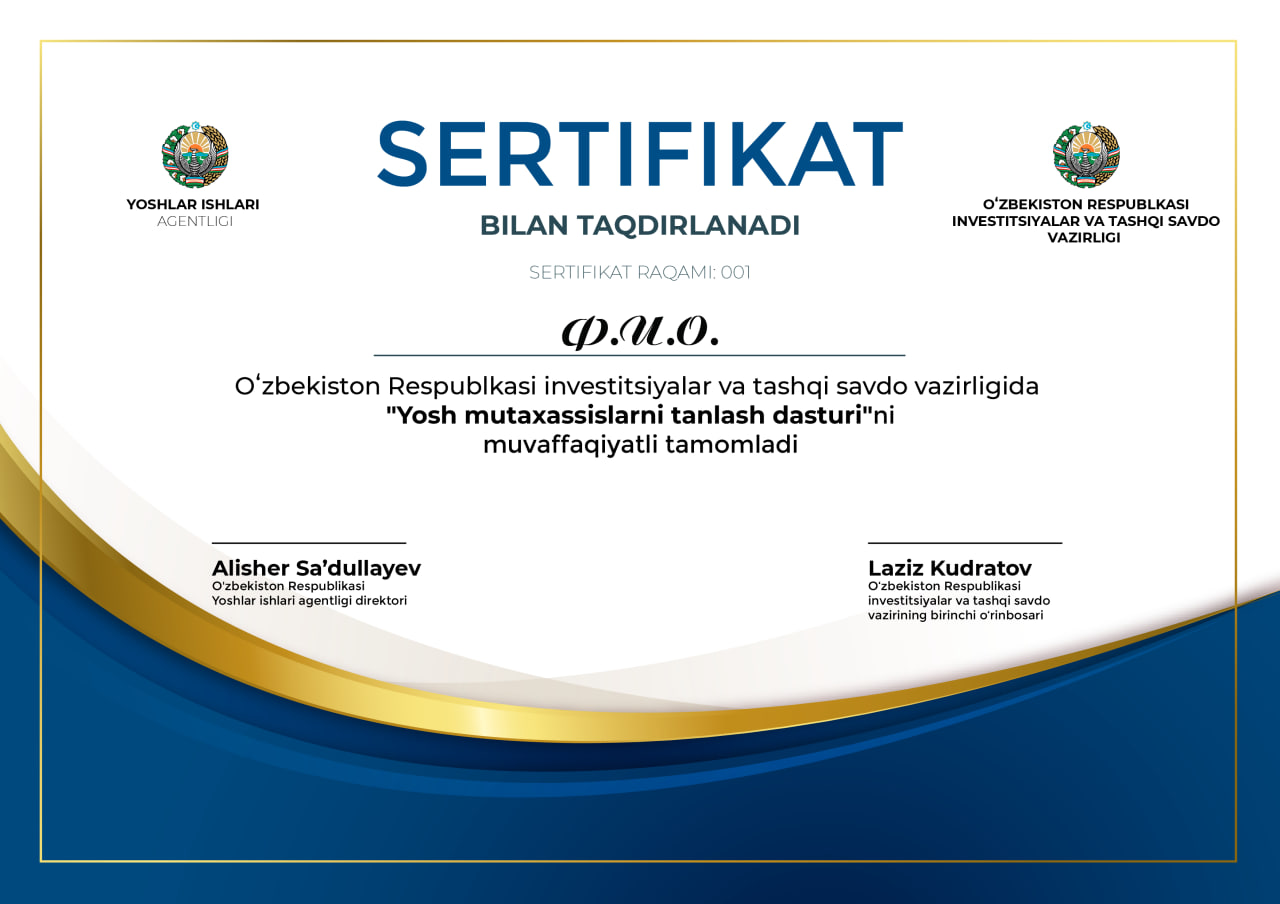 SERTIFIKAT
YOSHLAR ISHLARI
AGENTLIGI
BILAN TAQDIRLANADI
OʻZBEKISTON RESPUBLKASI
INVESTITSIYALAR VA TASHQI SAVDO
VAZIRLIGI
SERTIFIKAT RAQAMI: 001
Ф.И.О.
Oʻzbekiston Respublkasi investitsiyalar va tashqi savdo vazirligida
"Yosh mutaxassislarni tanlash dasturi"ni
muvaffaqiyatli tamomladi
Alisher Sa’dullayev
O'zbekiston Respublikasi
Yoshlar ishlari agentligi direktori
Laziz Kudratov
O‘zbekiston Respublikasi
investitsiyalar va tashqi savdo
vazirining birinchi o‘rinbosari